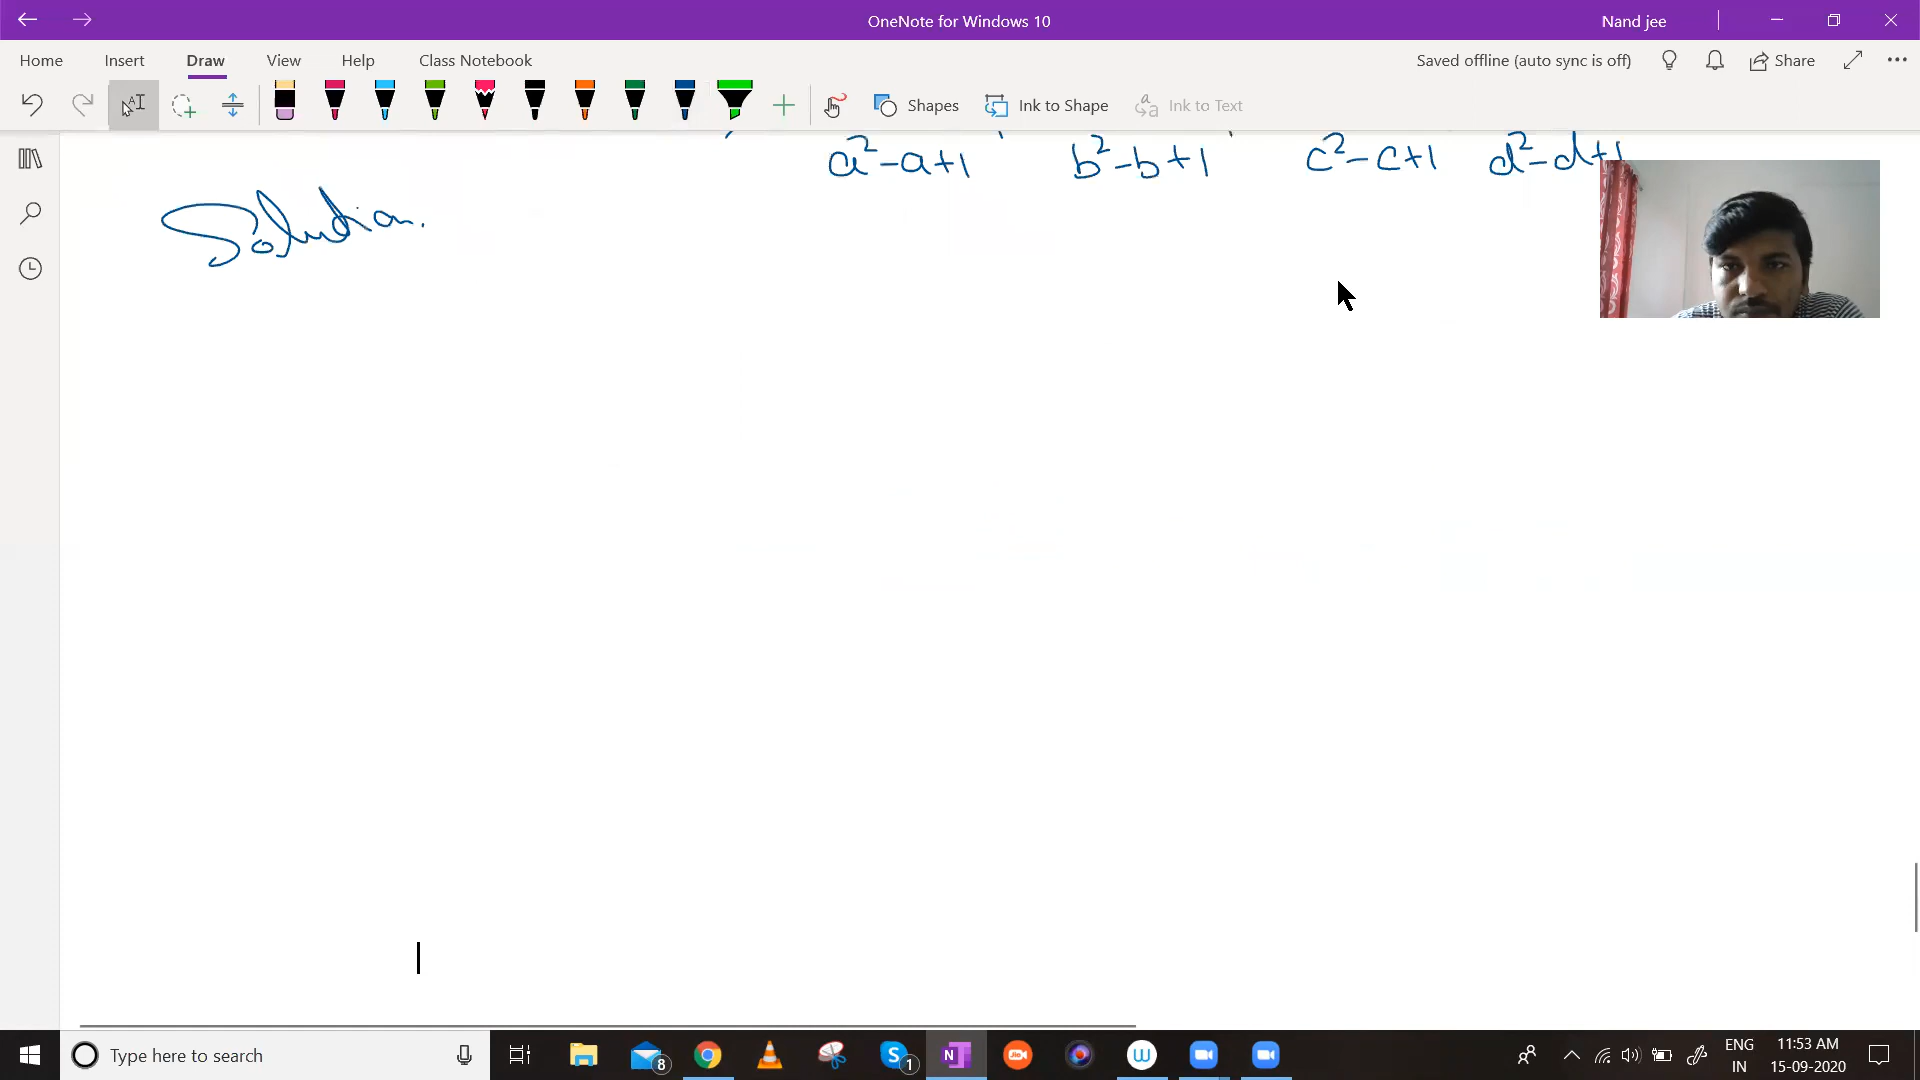 OneNote for Windows 10
Nand jee
Home Insert Draw View Help Class Notebook
Saved offline (auto sync is off) Share
Shapes Ink to Shape Ink to Text
a²-a+1 b²-b+1 c²-c+1 d²-d+1
Solution.
Type here to search
8
1
ENG
IN
11:53 AM
15-09-2020